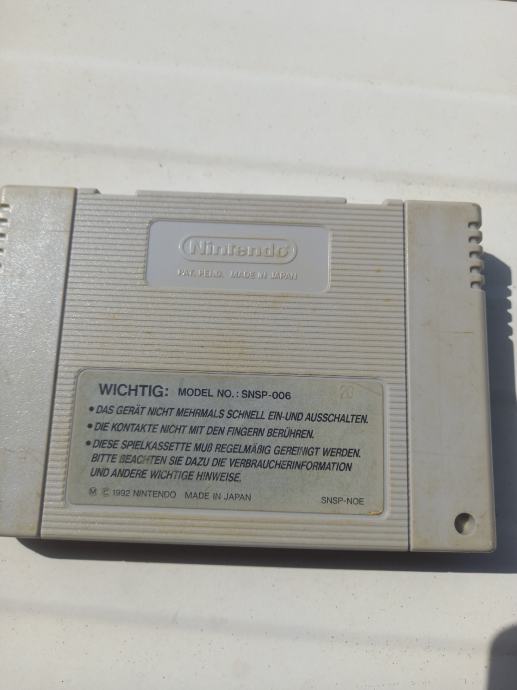 Nintendo
PAT. PEND. MADE IN JAPAN
WICHTIG: MODEL NO.: SNSP-006 20
• DAS GERÄT NICHT MEHRMALS SCHNELL EIN-UND AUSSCHALTEN.
• DIE KONTAKTE NICHT MIT DEN FINGERN BERÜHREN.
• DIESE SPIELKASSETTE MUß REGELMÄßIG GEREINIGT WERDEN.
BITTE BEACHTEN SIE DAZU DIE VERBRAUCHERINFORMATION
UND ANDERE WICHTIGE HINWEISE.
Ⓜ © 1992 NINTENDO MADE IN JAPAN SNSP-NOE